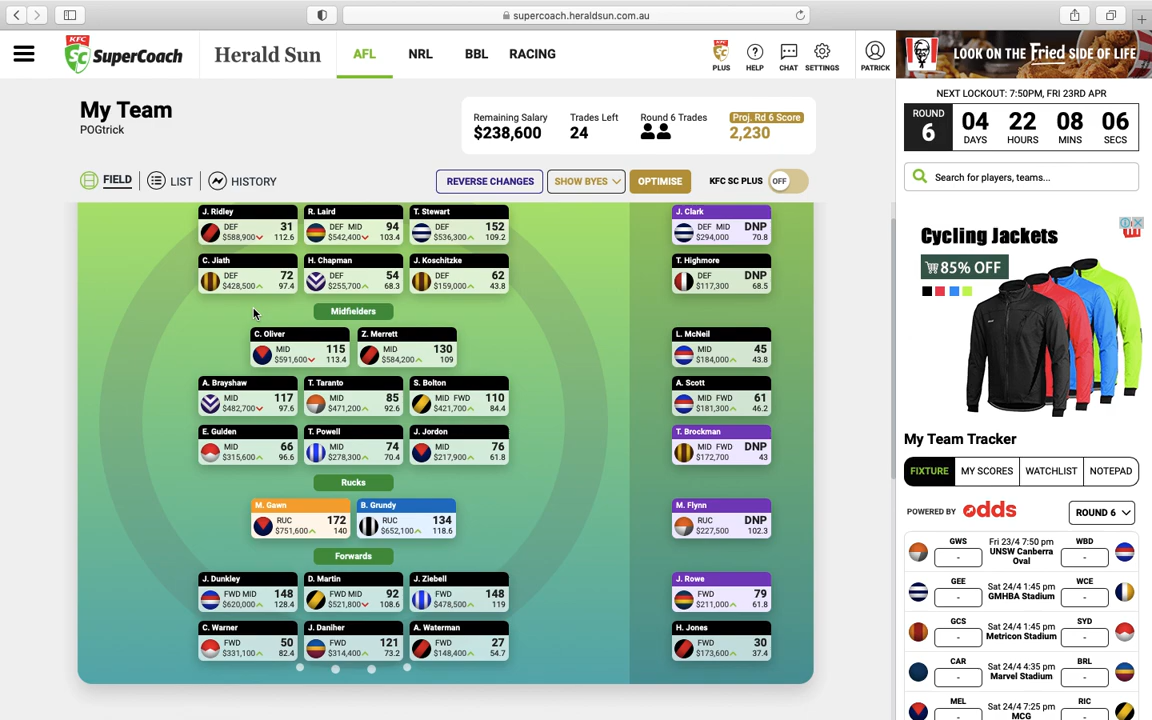 supercoach.heraldsun.com.au
KFC
SC SUPERCOACH
Herald Sun
AFL
NRL
BBL
RACING
PLUS
HELP
CHAT
SETTINGS
PATRICK
KFC
LOOK ON THE Fried SIDE OF LIFE
My Team
POGtrick
Remaining Salary
$238,600
Trades Left
24
Round 6 Trades
Proj. Rd 6 Score
2,230
NEXT LOCKOUT: 7:50PM, FRI 23RD APR
ROUND
6
04
DAYS
22
HOURS
08
MINS
06
SECS
FIELD
LIST
HISTORY
REVERSE CHANGES
SHOW BYES
OPTIMISE
KFC SC PLUS
OFF
Search for players, teams...
J. Ridley
DEF 31
$588,900 112.6
R. Laird
DEF MID 94
$542,400 103.4
T. Stewart
DEF 152
$536,300 109.2
J. Clark
DEF MID DNP
$294,000 70.8
C. Jiath
DEF 72
$428,500 97.4
H. Chapman
DEF 54
$255,700 68.3
J. Koschitzke
DEF 62
$159,000 43.8
T. Highmore
DEF DNP
$117,300 68.5
Midfielders
C. Oliver
MID 115
$591,600 113.4
Z. Merrett
MID 130
$584,200 109
L. McNeil
MID 45
$184,000 43.8
A. Brayshaw
MID 117
$482,700 97.6
T. Taranto
MID 85
$471,200 92.6
S. Bolton
MID FWD 110
$421,700 84.4
A. Scott
MID FWD 61
$181,300 46.2
E. Gulden
MID 66
$315,600 96.6
T. Powell
MID 74
$278,300 70.4
J. Jordon
MID 76
$217,900 61.8
T. Brockman
MID FWD DNP
$172,700 43
Rucks
M. Gawn
RUC 172
$751,600 140
B. Grundy
RUC 134
$652,100 118.6
M. Flynn
RUC DNP
$227,500 102.3
Forwards
J. Dunkley
FWD MID 148
$620,000 128.4
D. Martin
FWD MID 92
$521,800 108.6
J. Ziebell
FWD 148
$478,500 119
J. Rowe
FWD 79
$211,000 61.8
C. Warner
FWD 50
$331,100 82.4
J. Daniher
FWD 121
$314,400 73.2
A. Waterman
FWD 27
$148,400 54.7
H. Jones
FWD 30
$173,600 37.4
Cycling Jackets
85% OFF
My Team Tracker
FIXTURE
MY SCORES
WATCHLIST
NOTEPAD
POWERED BY odds
ROUND 6
GWS
-
Fri 23/4 7:50 pm
UNSW Canberra
Oval
WBD
-
GEE
-
Sat 24/4 1:45 pm
GMHBA Stadium
WCE
-
GCS
-
Sat 24/4 1:45 pm
Metricon Stadium
SYD
-
CAR
-
Sat 24/4 4:35 pm
Marvel Stadium
BRL
-
MEL
-
Sat 24/4 7:25 pm
MCG
RIC
-